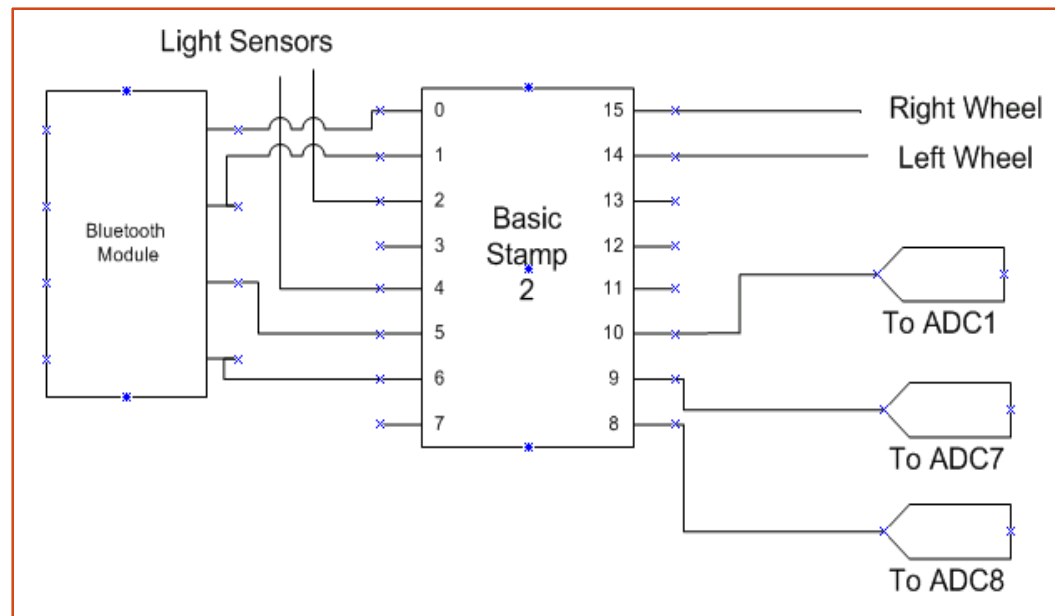 Light Sensors
Bluetooth
Module
0
1
2
3
4
5
6
7
Basic
Stamp
2
15
14
13
12
11
10
9
8
Right Wheel
Left Wheel
To ADC1
To ADC7
To ADC8